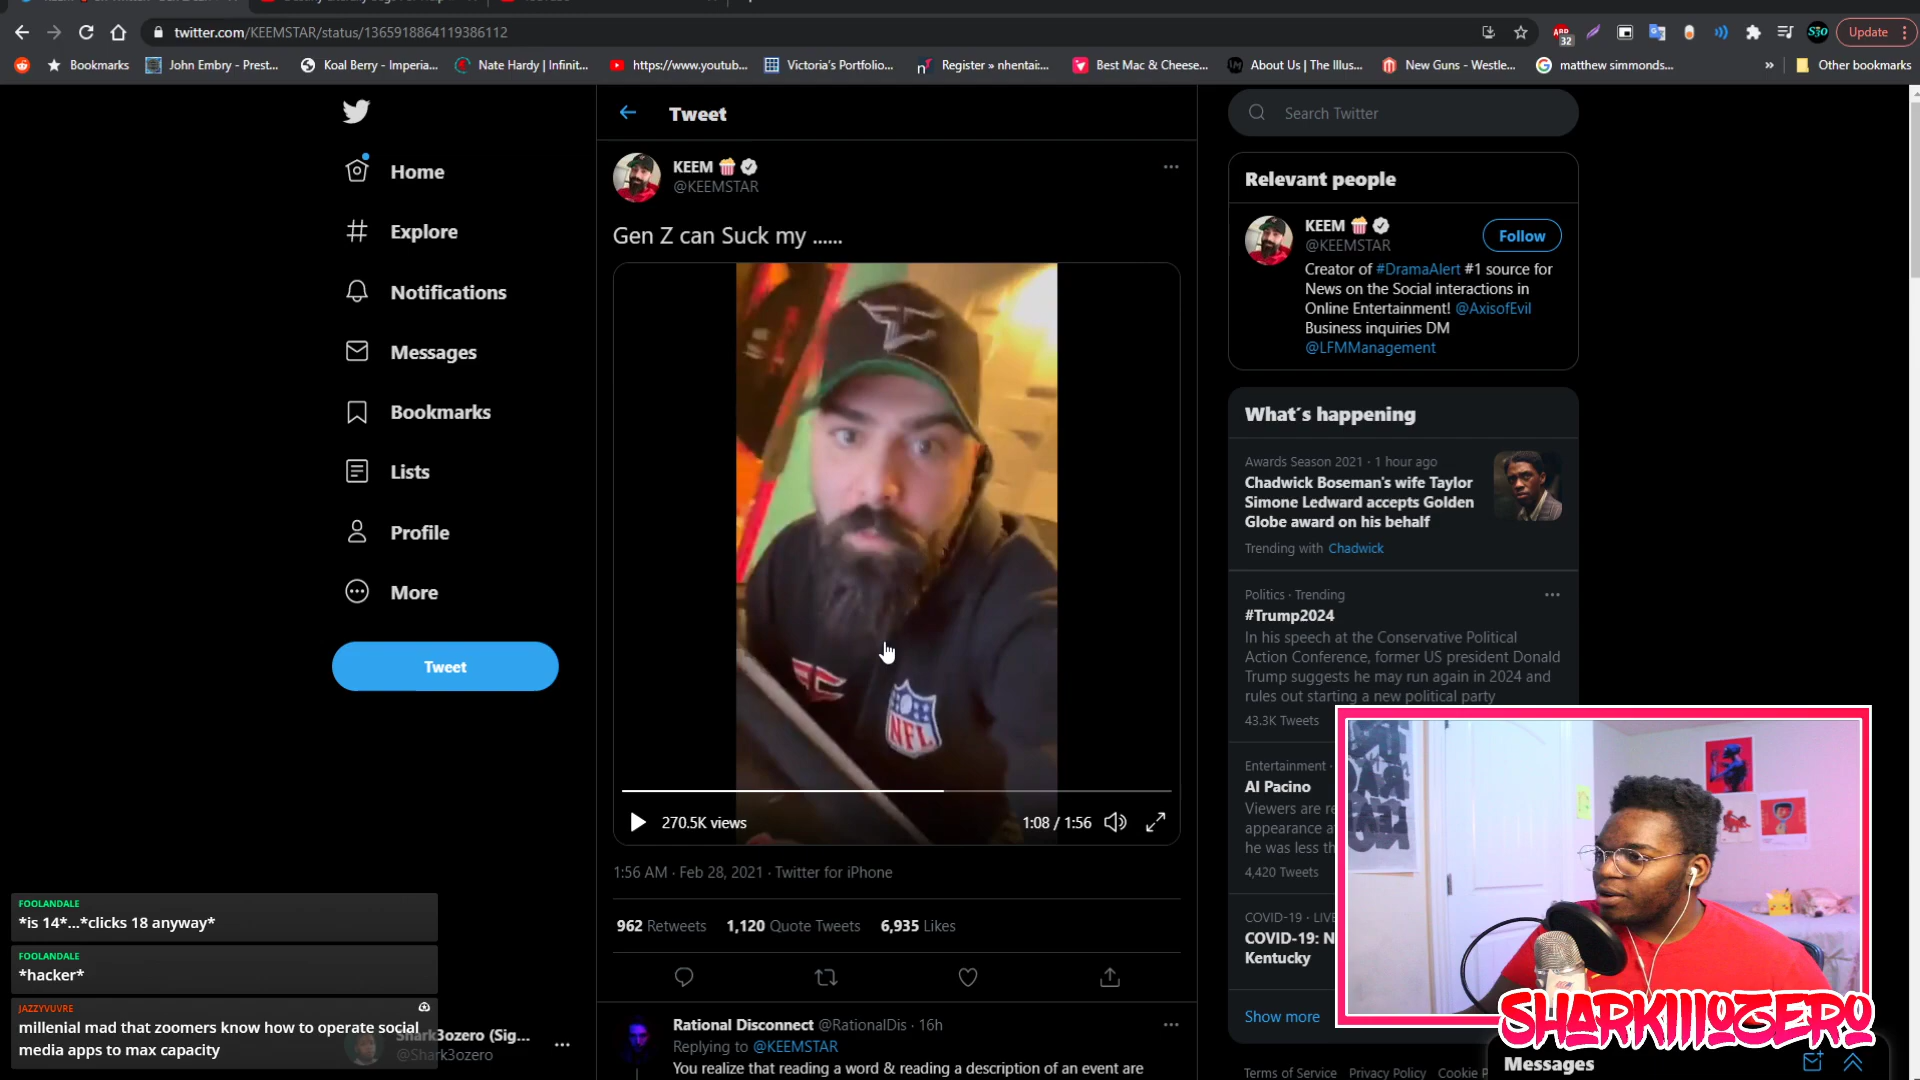 twitter.com/KEEMSTAR/status/1365918864119386112
Update
Bookmarks
John Embry - Prest...
Koal Berry - Imperia...
Nate Hardy | Infinit...
https://www.youtub...
Victoria's Portfolio...
Register » nhentai:...
Best Mac & Cheese...
About Us | The Illus...
New Guns - Westle...
matthew simmonds...
» Other bookmarks
Home
Explore
Notifications
Messages
Bookmarks
Lists
Profile
More
Tweet
Tweet
KEEM 🍿
@KEEMSTAR
Gen Z can Suck my ......
NFL
270.5K views
1:08 / 1:56
1:56 AM · Feb 28, 2021 · Twitter for iPhone
962 Retweets 1,120 Quote Tweets 6,935 Likes
Rational Disconnect @RationalDis · 16h
Replying to @KEEMSTAR
You realize that reading a word & reading a description of an event are
Search Twitter
Relevant people
KEEM 🍿
@KEEMSTAR
Follow
Creator of #DramaAlert #1 source for
News on the Social interactions in
Online Entertainment! @AxisofEvil
Business inquiries DM
@LFMManagement
What's happening
Awards Season 2021 · 1 hour ago
Chadwick Boseman's wife Taylor
Simone Ledward accepts Golden
Globe award on his behalf
Trending with Chadwick
Politics · Trending
#Trump2024
In his speech at the Conservative Political
Action Conference, former US president Donald
Trump suggests he may run again in 2024 and
rules out starting a new political party
43.3K Tweets
Entertainment ·
Al Pacino
Viewers are re
appearance a
he was less th
4,420 Tweets
COVID-19 · LIVE
COVID-19: N
Kentucky
Show more
Terms of Service Privacy Policy Cookie P
Messages
SHARKIIIOZERO
FOOLANDALE
*is 14*...*clicks 18 anyway*
FOOLANDALE
*hacker*
JAZZYVUVRE
millenial mad that zoomers know how to operate social
media apps to max capacity
Shark3ozero (Sig...
@Shark3ozero